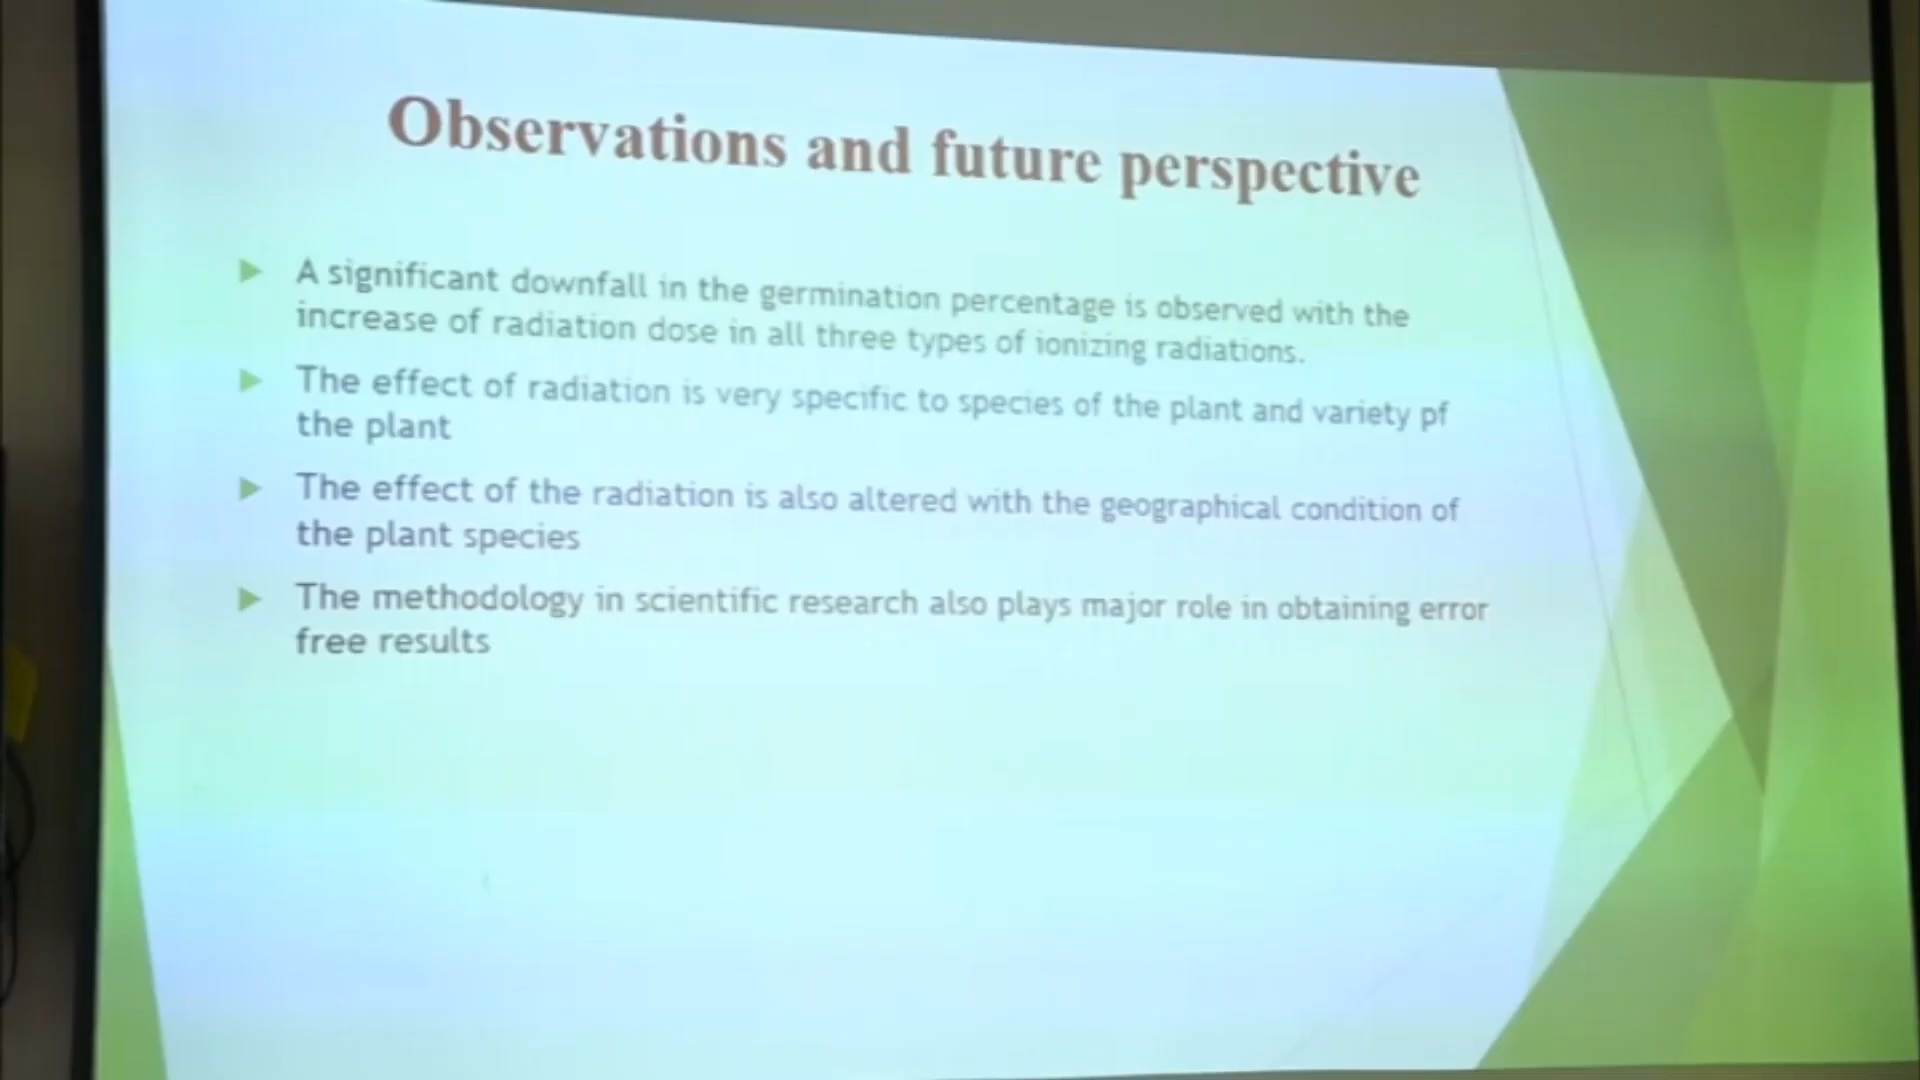 Observations and future perspective
A significant downfall in the germination percentage is observed with the
increase of radiation dose in all three types of ionizing radiations.
The effect of radiation is very specific to species of the plant and variety pf
the plant
The effect of the radiation is also altered with the geographical condition of
the plant species
The methodology in scientific research also plays major role in obtaining error
free results